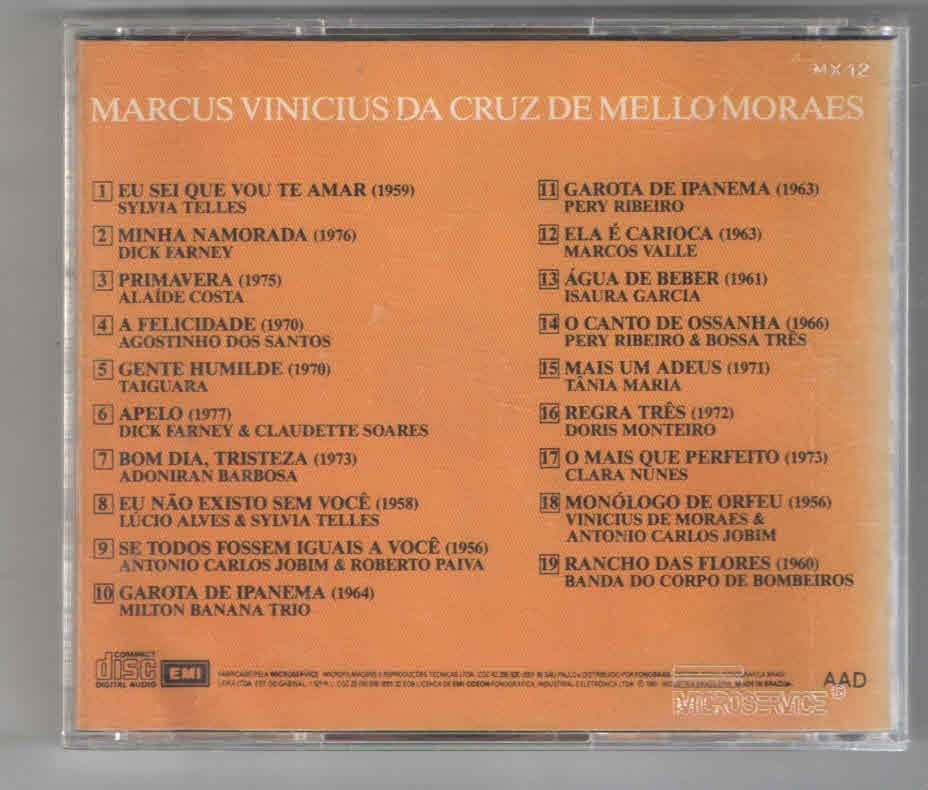 MX 12
MARCUS VINICIUS DA CRUZ DE MELLO MORAES
1 EU SEI QUE VOU TE AMAR (1959)
SYLVIA TELLES
2 MINHA NAMORADA (1976)
DICK FARNEY
3 PRIMAVERA (1975)
ALAÍDE COSTA
4 A FELICIDADE (1970)
AGOSTINHO DOS SANTOS
5 GENTE HUMILDE (1970)
TAIGUARA
6 APELO (1977)
DICK FARNEY & CLAUDETTE SOARES
7 BOM DIA, TRISTEZA (1973)
ADONIRAN BARBOSA
8 EU NÃO EXISTO SEM VOCÊ (1958)
LÚCIO ALVES & SYLVIA TELLES
9 SE TODOS FOSSEM IGUAIS A VOCÊ (1956)
ANTONIO CARLOS JOBIM & ROBERTO PAIVA
10 GAROTA DE IPANEMA (1964)
MILTON BANANA TRIO
11 GAROTA DE IPANEMA (1963)
PERY RIBEIRO
12 ELA É CARIOCA (1963)
MARCOS VALLE
13 ÁGUA DE BEBER (1961)
ISAURA GARCIA
14 O CANTO DE OSSANHA (1966)
PERY RIBEIRO & BOSSA TRÊS
15 MAIS UM ADEUS (1971)
TÂNIA MARIA
16 REGRA TRÊS (1972)
DORIS MONTEIRO
17 O MAIS QUE PERFEITO (1973)
CLARA NUNES
18 MONÓLOGO DE ORFEU (1956)
VINICIUS DE MORAES &
ANTONIO CARLOS JOBIM
19 RANCHO DAS FLORES (1960)
BANDA DO CORPO DE BOMBEIROS
COMPACT
disc
DIGITAL AUDIO
EMI
FABRICADO PELA MICROSERVICE MICROFILMAGENS E REPRODUÇÕES TÉCNICAS LTDA.
MICROSERVICE ®
AAD